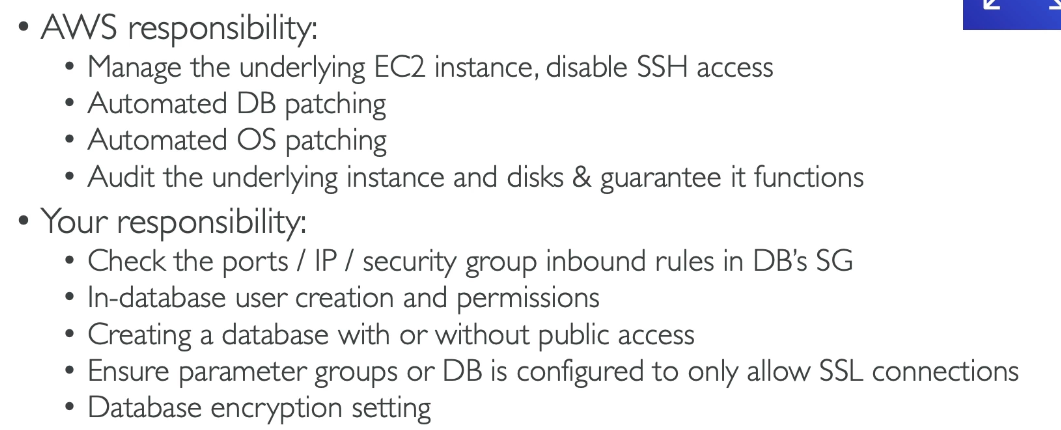 • AWS responsibility:
• Manage the underlying EC2 instance, disable SSH access
• Automated DB patching
• Automated OS patching
• Audit the underlying instance and disks & guarantee it functions
• Your responsibility:
• Check the ports / IP / security group inbound rules in DB's SG
• In-database user creation and permissions
• Creating a database with or without public access
• Ensure parameter groups or DB is configured to only allow SSL connections
• Database encryption setting